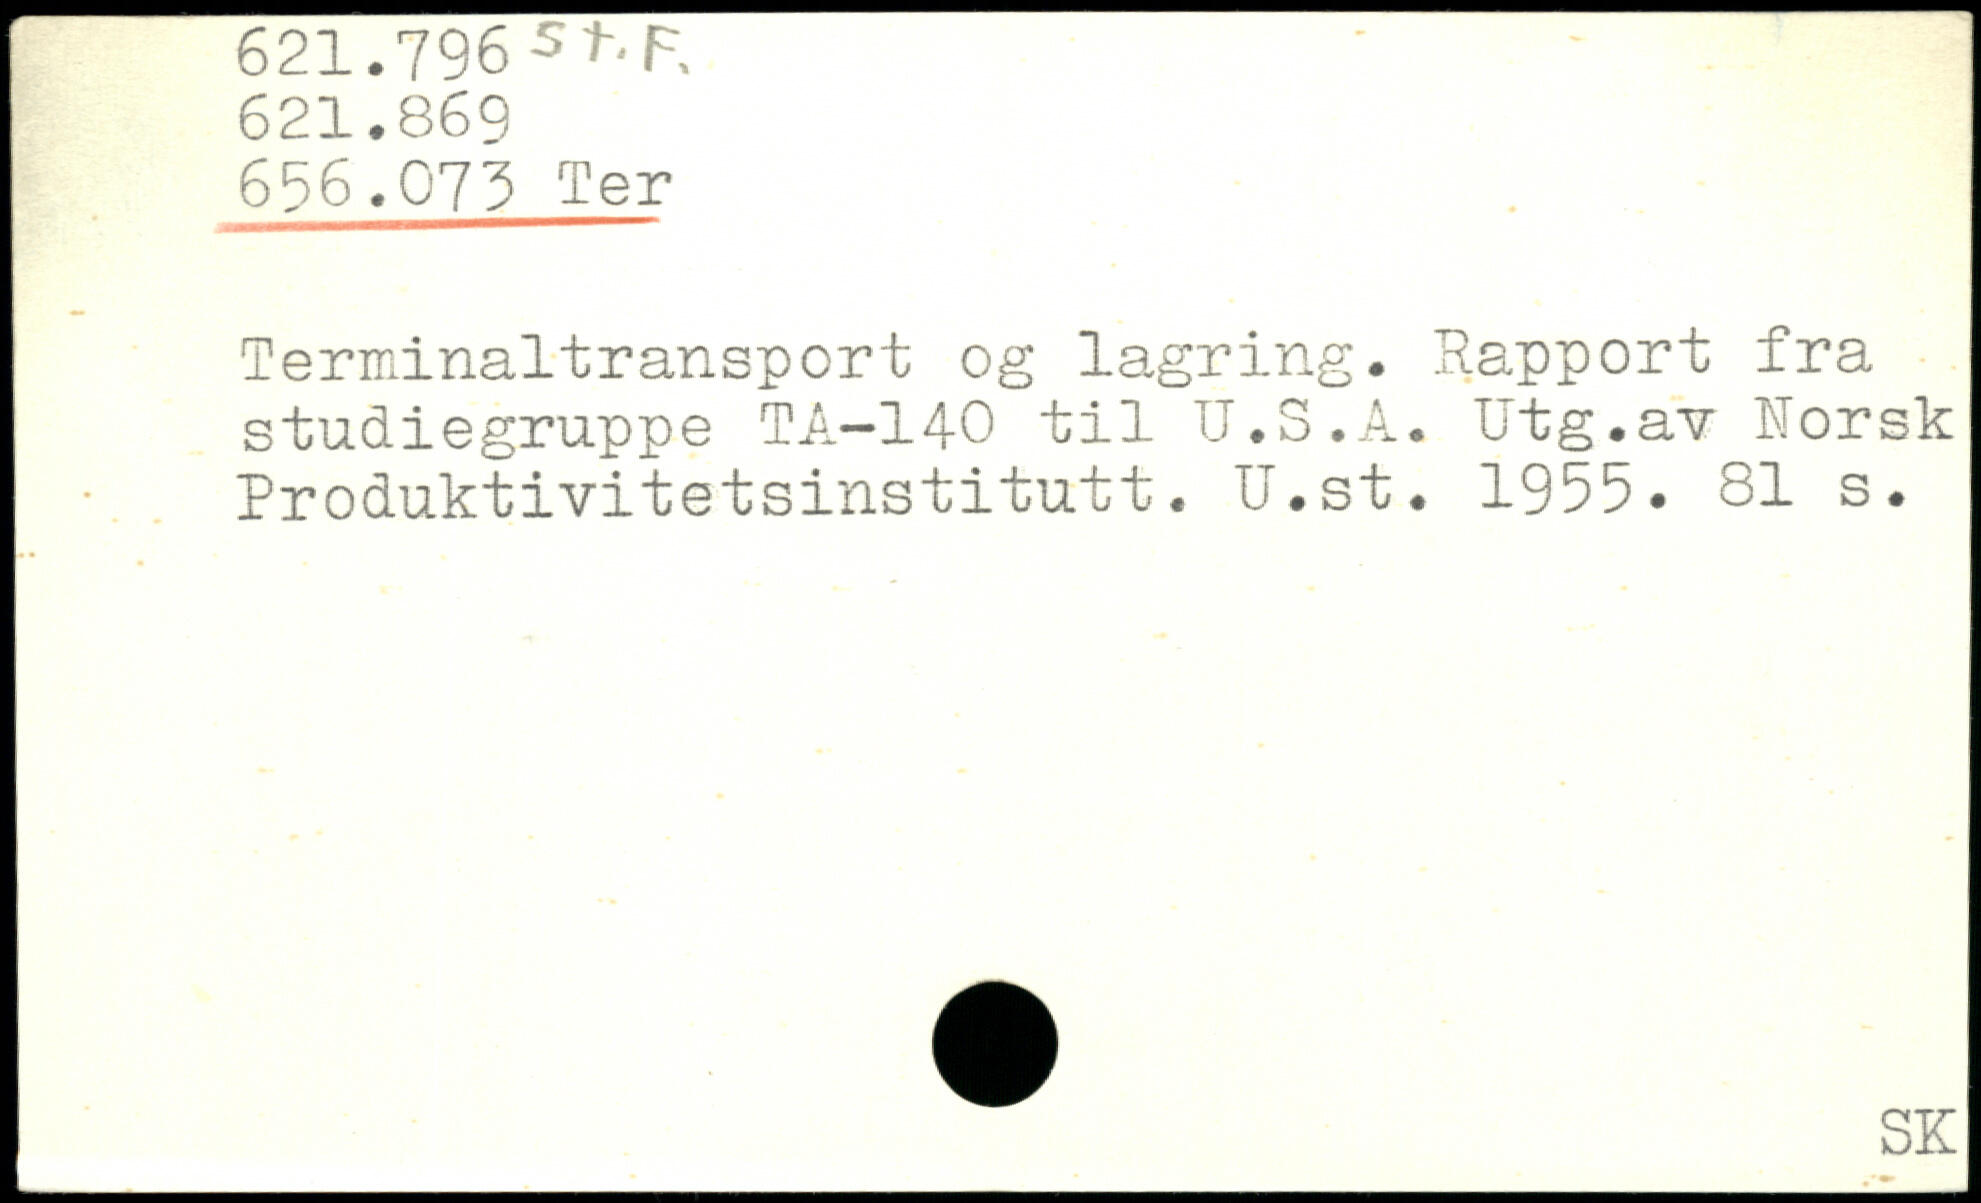 621.796 St.F.
621.869
656.073 Ter
Terminaltransport og lagring. Rapport fra
studiegruppe TA-140 til U.S.A. Utg.av Norsk
Produktivitetsinstitutt. U.st. 1955. 81 s.
SK